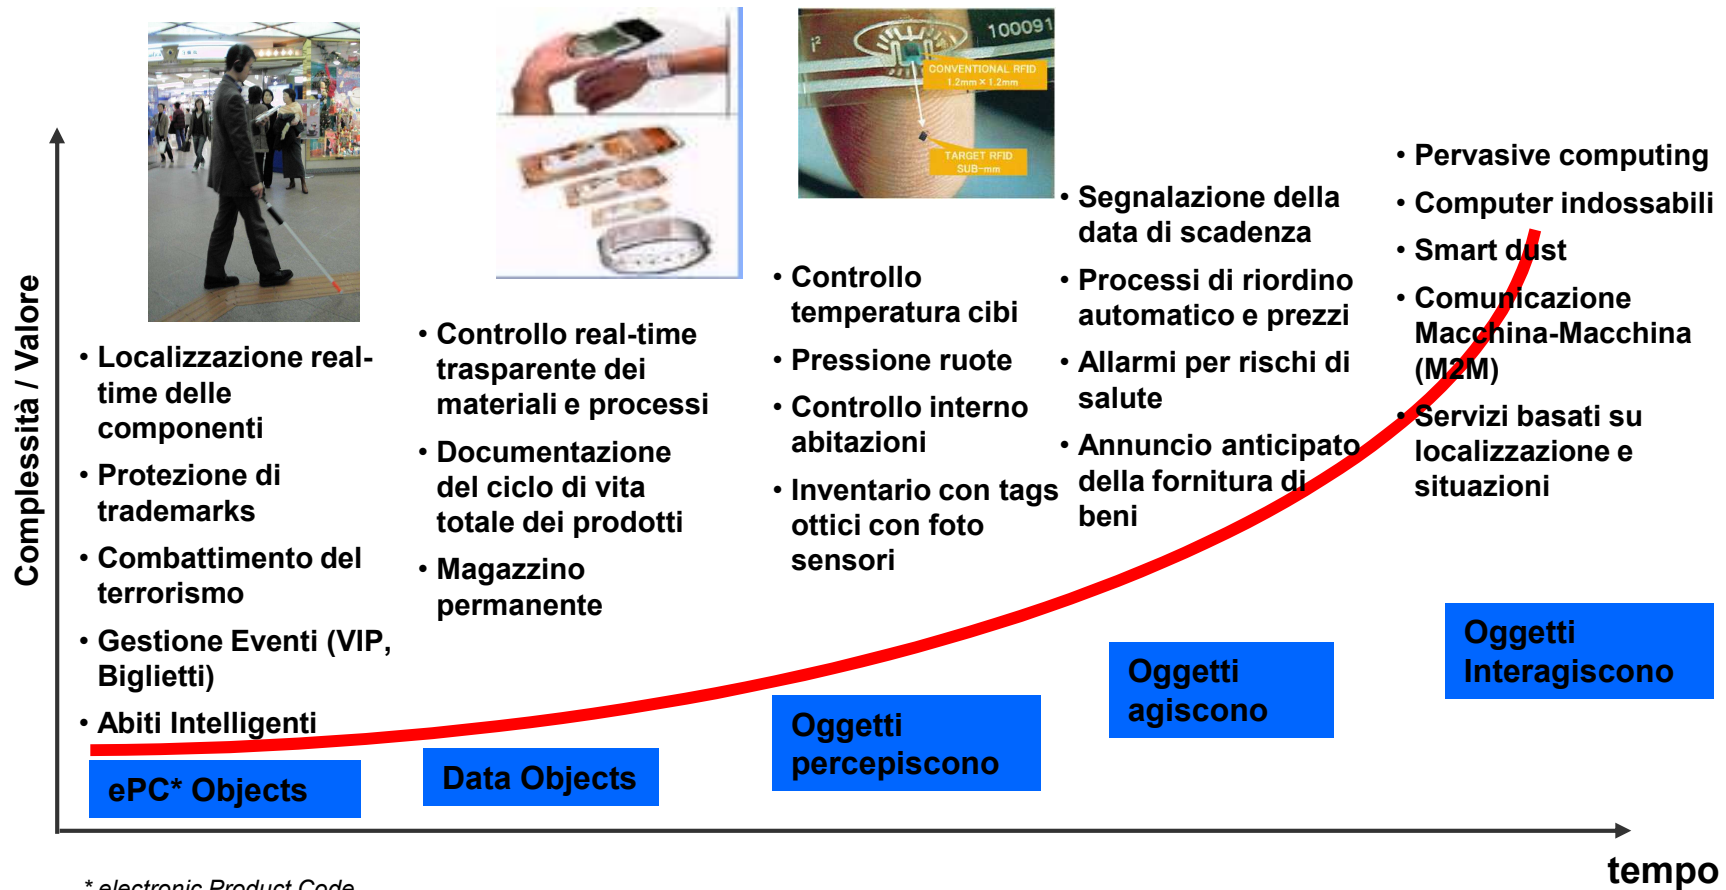 i²
100091
CONVENTIONAL RFID
1.2mm×1.2mm
TARGET RFID
SUB-mm
Complessità / Valore
• Localizzazione real-
time delle
componenti
• Protezione di
trademarks
• Combattimento del
terrorismo
• Gestione Eventi (VIP,
Biglietti)
• Abiti Intelligenti
ePC* Objects
• Controllo real-time
trasparente dei
materiali e processi
• Documentazione
del ciclo di vita
totale dei prodotti
• Magazzino
permanente
Data Objects
• Controllo
temperatura cibi
• Pressione ruote
• Controllo interno
abitazioni
• Inventario con tags
ottici con foto
sensori
Oggetti
percepiscono
• Segnalazione della
data di scadenza
• Processi di riordino
automatico e prezzi
• Allarmi per rischi di
salute
• Annuncio anticipato
della fornitura di
beni
Oggetti
agiscono
• Pervasive computing
• Computer indossabili
• Smart dust
• Comunicazione
Macchina-Macchina
(M2M)
• Servizi basati su
localizzazione e
situazioni
Oggetti
Interagiscono
tempo
* electronic Product Code